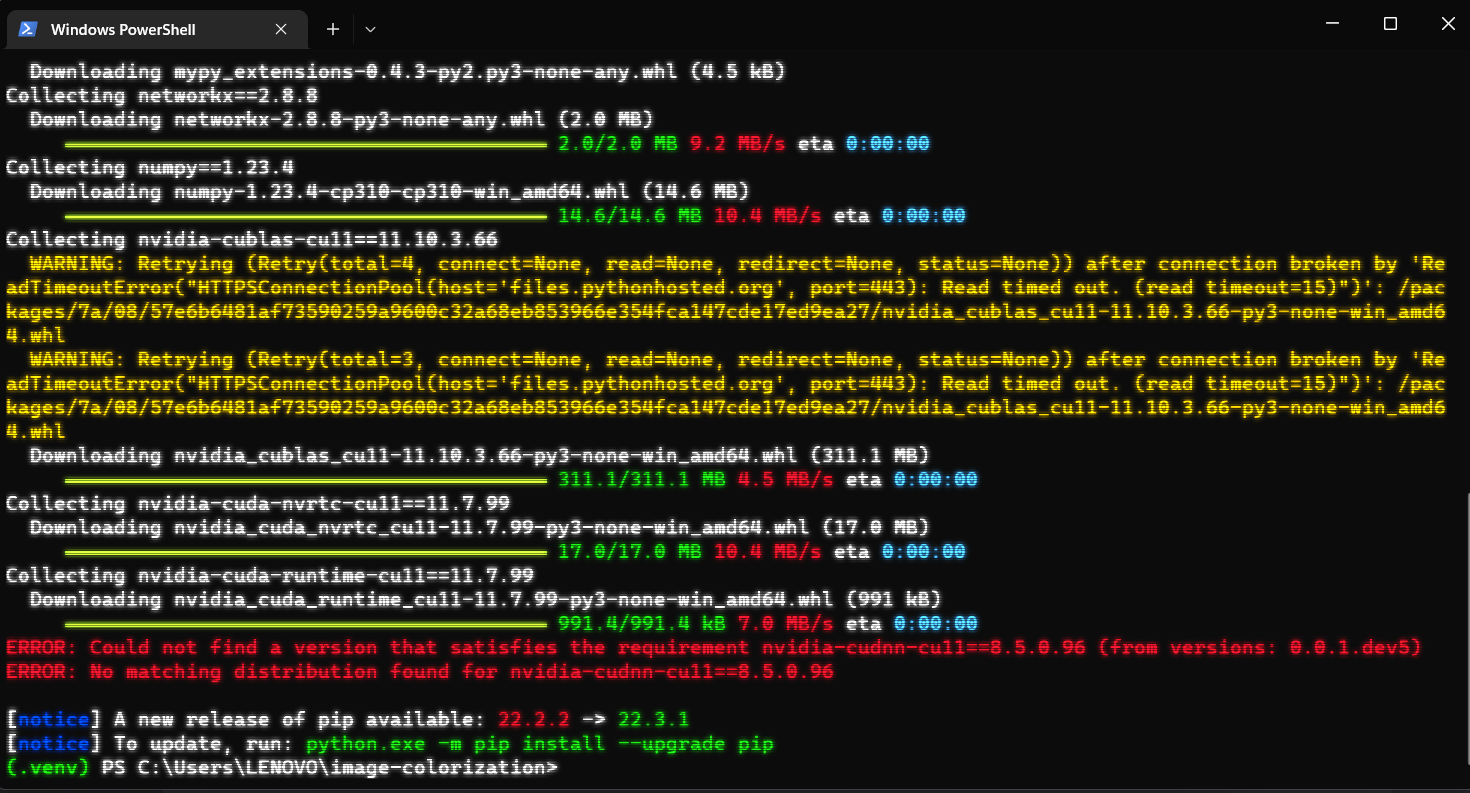 Windows PowerShell
  Downloading mypy_extensions-0.4.3-py2.py3-none-any.whl (4.5 kB)
Collecting networkx==2.8.8
  Downloading networkx-2.8.8-py3-none-any.whl (2.0 MB)
2.0/2.0 MB 9.2 MB/s eta 0:00:00
Collecting numpy==1.23.4
  Downloading numpy-1.23.4-cp310-cp310-win_amd64.whl (14.6 MB)
14.6/14.6 MB 10.4 MB/s eta 0:00:00
Collecting nvidia-cublas-cu11==11.10.3.66
  WARNING: Retrying (Retry(total=4, connect=None, read=None, redirect=None, status=None)) after connection broken by 'Re
adTimeoutError("HTTPSConnectionPool(host='files.pythonhosted.org', port=443): Read timed out. (read timeout=15)")': /pac
kages/7a/08/57e6b6481af73590259a9600c32a68eb853966e354fca147cde17ed9ea27/nvidia_cublas_cu11-11.10.3.66-py3-none-win_amd6
4.whl
  WARNING: Retrying (Retry(total=3, connect=None, read=None, redirect=None, status=None)) after connection broken by 'Re
adTimeoutError("HTTPSConnectionPool(host='files.pythonhosted.org', port=443): Read timed out. (read timeout=15)")': /pac
kages/7a/08/57e6b6481af73590259a9600c32a68eb853966e354fca147cde17ed9ea27/nvidia_cublas_cu11-11.10.3.66-py3-none-win_amd6
4.whl
  Downloading nvidia_cublas_cu11-11.10.3.66-py3-none-win_amd64.whl (311.1 MB)
311.1/311.1 MB 4.5 MB/s eta 0:00:00
Collecting nvidia-cuda-nvrtc-cu11==11.7.99
  Downloading nvidia_cuda_nvrtc_cu11-11.7.99-py3-none-win_amd64.whl (17.0 MB)
17.0/17.0 MB 10.4 MB/s eta 0:00:00
Collecting nvidia-cuda-runtime-cu11==11.7.99
  Downloading nvidia_cuda_runtime_cu11-11.7.99-py3-none-win_amd64.whl (991 kB)
991.4/991.4 kB 7.0 MB/s eta 0:00:00
ERROR: Could not find a version that satisfies the requirement nvidia-cudnn-cu11==8.5.0.96 (from versions: 0.0.1.dev5)
ERROR: No matching distribution found for nvidia-cudnn-cu11==8.5.0.96
[notice] A new release of pip available: 22.2.2 -> 22.3.1
[notice] To update, run: python.exe -m pip install --upgrade pip
(.venv) PS C:\Users\LENOVO\image-colorization>